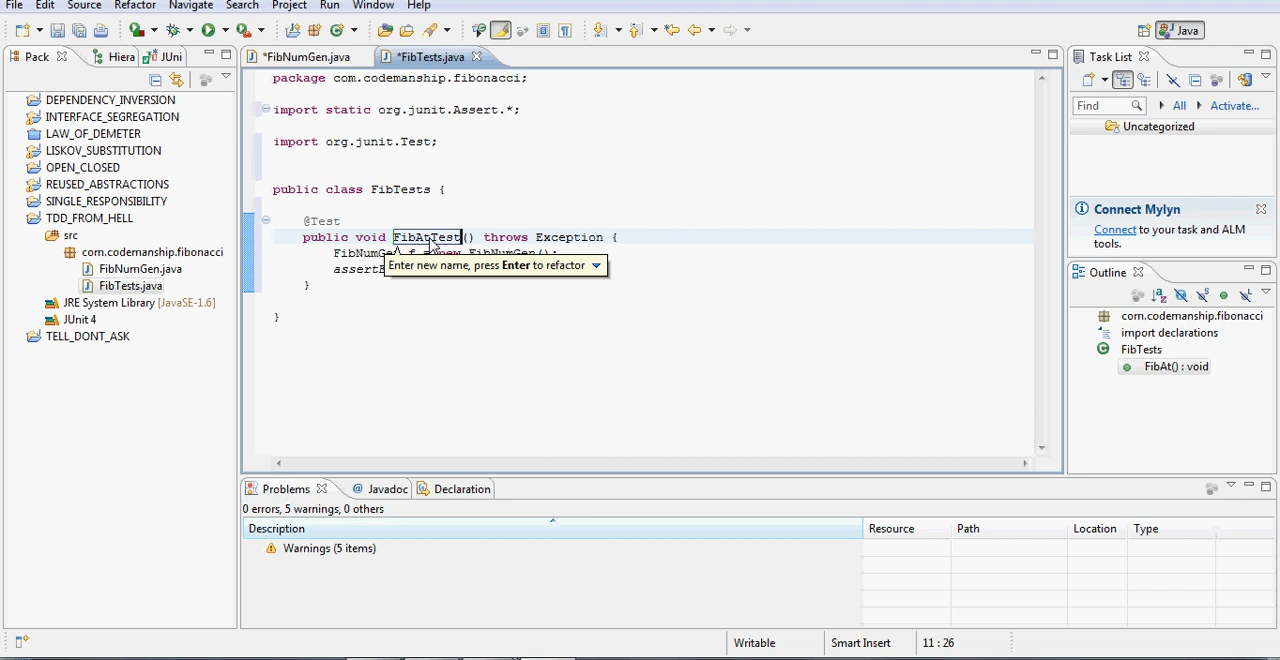 File Edit Source Refactor Navigate Search Project Run Window Help
Java
Pack Hiera JUni
*FibNumGen.java *FibTests.java
Task List
package com.codemanship.fibonacci;
Find All Activate...
DEPENDENCY_INVERSION
import static org.junit.Assert.*;
INTERFACE_SEGREGATION
Uncategorized
LAW_OF_DEMETER
import org.junit.Test;
LISKOV_SUBSTITUTION
OPEN_CLOSED
REUSED_ABSTRACTIONS
public class FibTests {
SINGLE_RESPONSIBILITY
Connect Mylyn
TDD_FROM_HELL
@Test
Connect to your task and ALM
tools.
src
public void FibAtTest() throws Exception {
com.codemanship.fibonacci
FibNumGen f = new FibNumGen();
FibNumGen.java
Enter new name, press Enter to refactor
Outline
FibTests.java
}
JRE System Library [JavaSE-1.6]
JUnit 4
}
com.codemanship.fibonacci
TELL_DONT_ASK
import declarations
FibTests
FibAt() : void
Problems Javadoc Declaration
0 errors, 5 warnings, 0 others
Description Resource Path Location Type
Warnings (5 items)
Writable Smart Insert 11 : 26